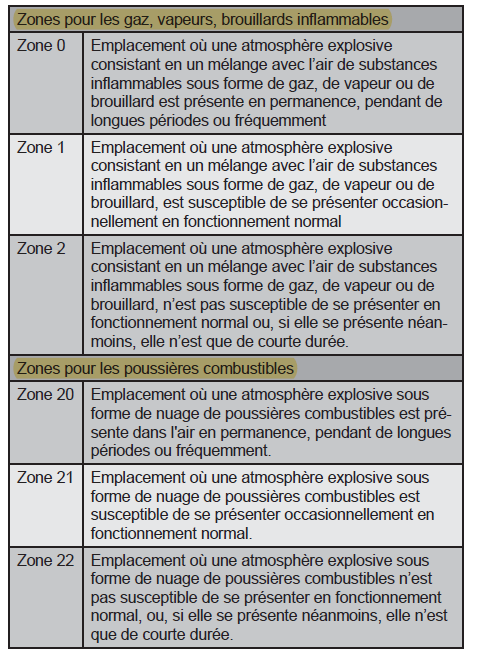 Zones pour les gaz, vapeurs, brouillards inflammables
Zone 0
Emplacement où une atmosphère explosive
consistant en un mélange avec l’air de substances
inflammables sous forme de gaz, de vapeur ou de
brouillard est présente en permanence, pendant de
longues périodes ou fréquemment
Zone 1
Emplacement où une atmosphère explosive
consistant en un mélange avec l’air de substances
inflammables sous forme de gaz, de vapeur ou de
brouillard, est susceptible de se présenter occasion-
nellement en fonctionnement normal
Zone 2
Emplacement où une atmosphère explosive
consistant en un mélange avec l’air de substances
inflammables sous forme de gaz, de vapeur ou de
brouillard, n’est pas susceptible de se présenter en
fonctionnement normal ou, si elle se présente néan-
moins, elle n’est que de courte durée.
Zones pour les poussières combustibles
Zone 20
Emplacement où une atmosphère explosive sous
forme de nuage de poussières combustibles est pré-
sente dans l'air en permanence, pendant de longues
périodes ou fréquemment.
Zone 21
Emplacement où une atmosphère explosive sous
forme de nuage de poussières combustibles est
susceptible de se présenter occasionnellement en
fonctionnement normal.
Zone 22
Emplacement où une atmosphère explosive sous
forme de nuage de poussières combustibles n’est
pas susceptible de se présenter en fonctionnement
normal, ou, si elle se présente néanmoins, elle n’est
que de courte durée.